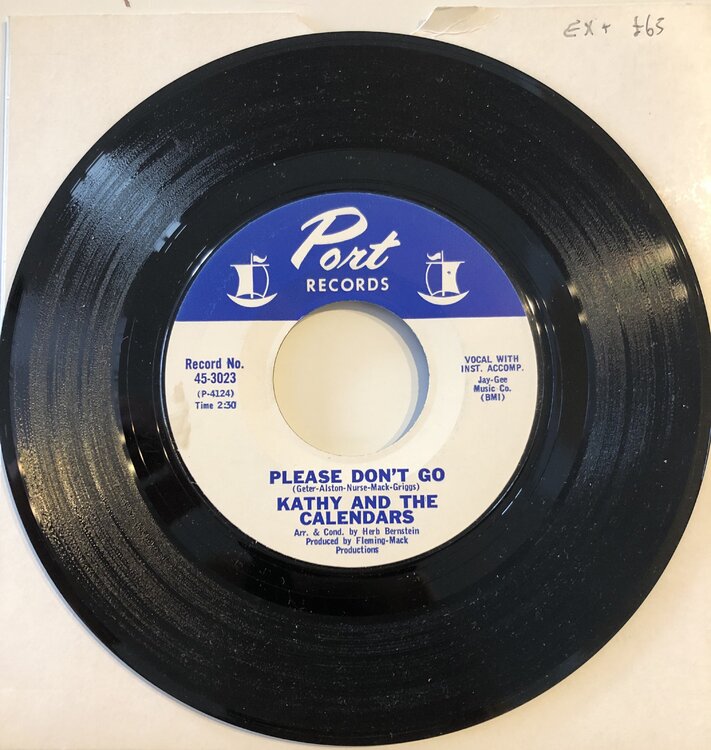 EX+ £65
Port
RECORDS
Record No.
45-3023
(P-4124)
Time 2:30
VOCAL WITH
INST. ACCOMP.
Jay-Gee
Music Co.
(BMI)
PLEASE DON'T GO
(Geter-Alston-Nurse-Mack-Griggs)
KATHY AND THE
CALENDARS
Arr. & Cond. by Herb Bernstein
Produced by Fleming-Mack
Productions